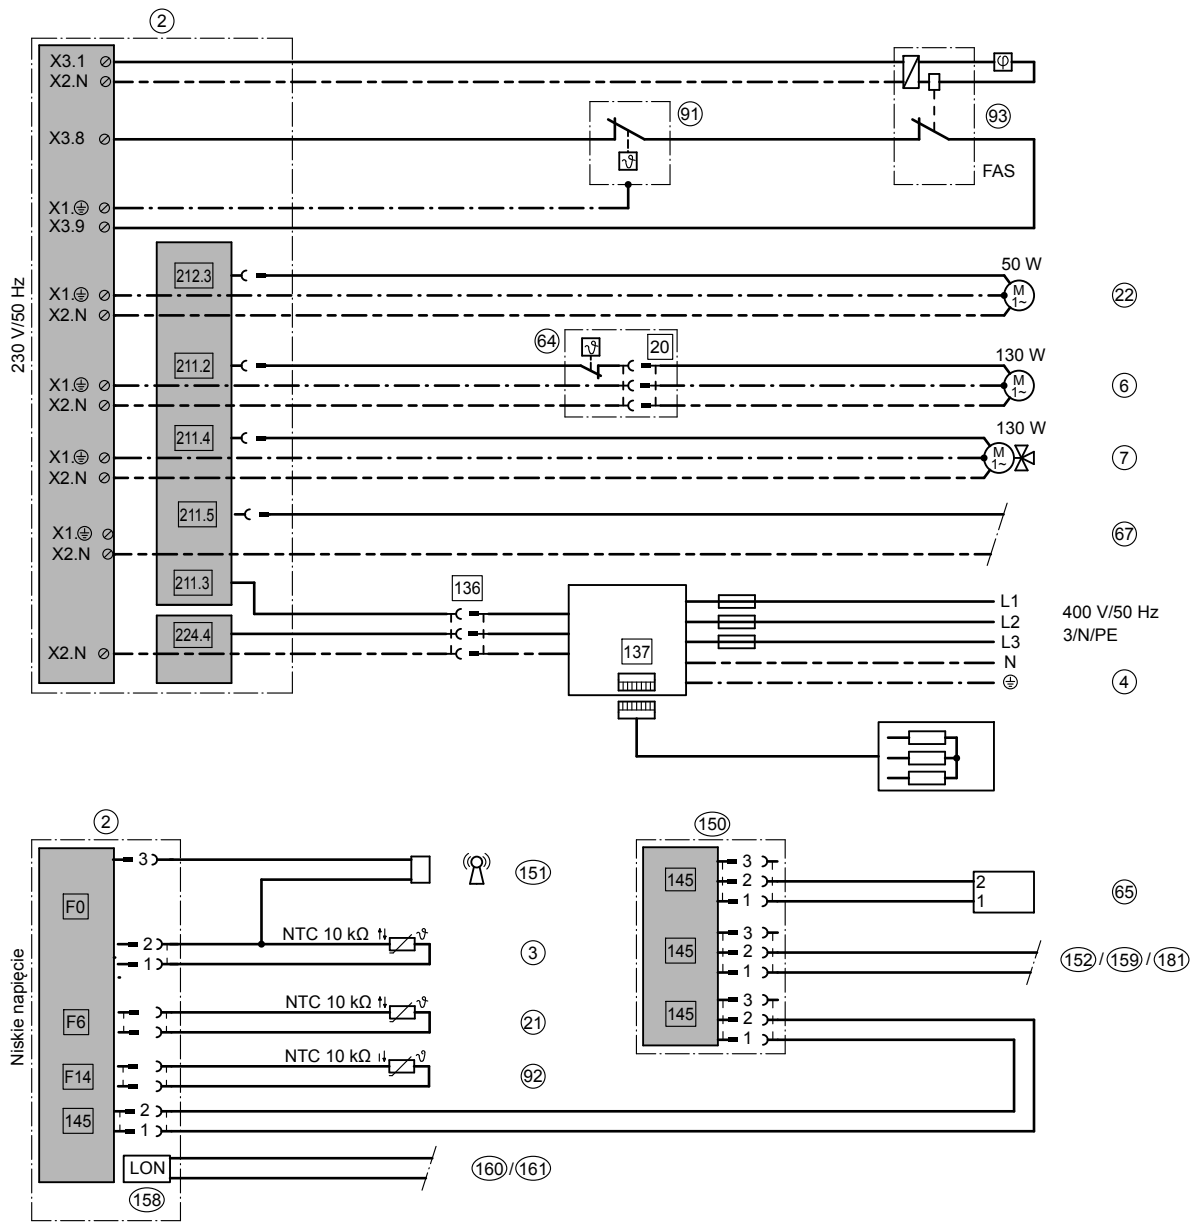 2
X3.1
X2.N
φ
X3.8
91
93
ϑ
FAS
X1.
X3.9
230 V/50 Hz
212.3
50 W
X1.
M
1~
22
X2.N
64
ϑ
20
211.2
130 W
X1.
M
1~
6
X2.N
211.4
130 W
X1.
M
1~
7
X2.N
211.5
X1.
67
X2.N
211.3
136
L1
400 V/50 Hz
224.4
L2
3/N/PE
137
L3
X2.N
N
4
2
150
3
151
145
3
2
2
1
1
65
F0
Niskie napięcie
2
NTC 10 kΩ
ϑ
1
3
145
3
2
1
152 / 159 / 181
F6
NTC 10 kΩ
ϑ
21
145
3
2
1
F14
NTC 10 kΩ
ϑ
92
145
2
1
LON
160 / 161
158